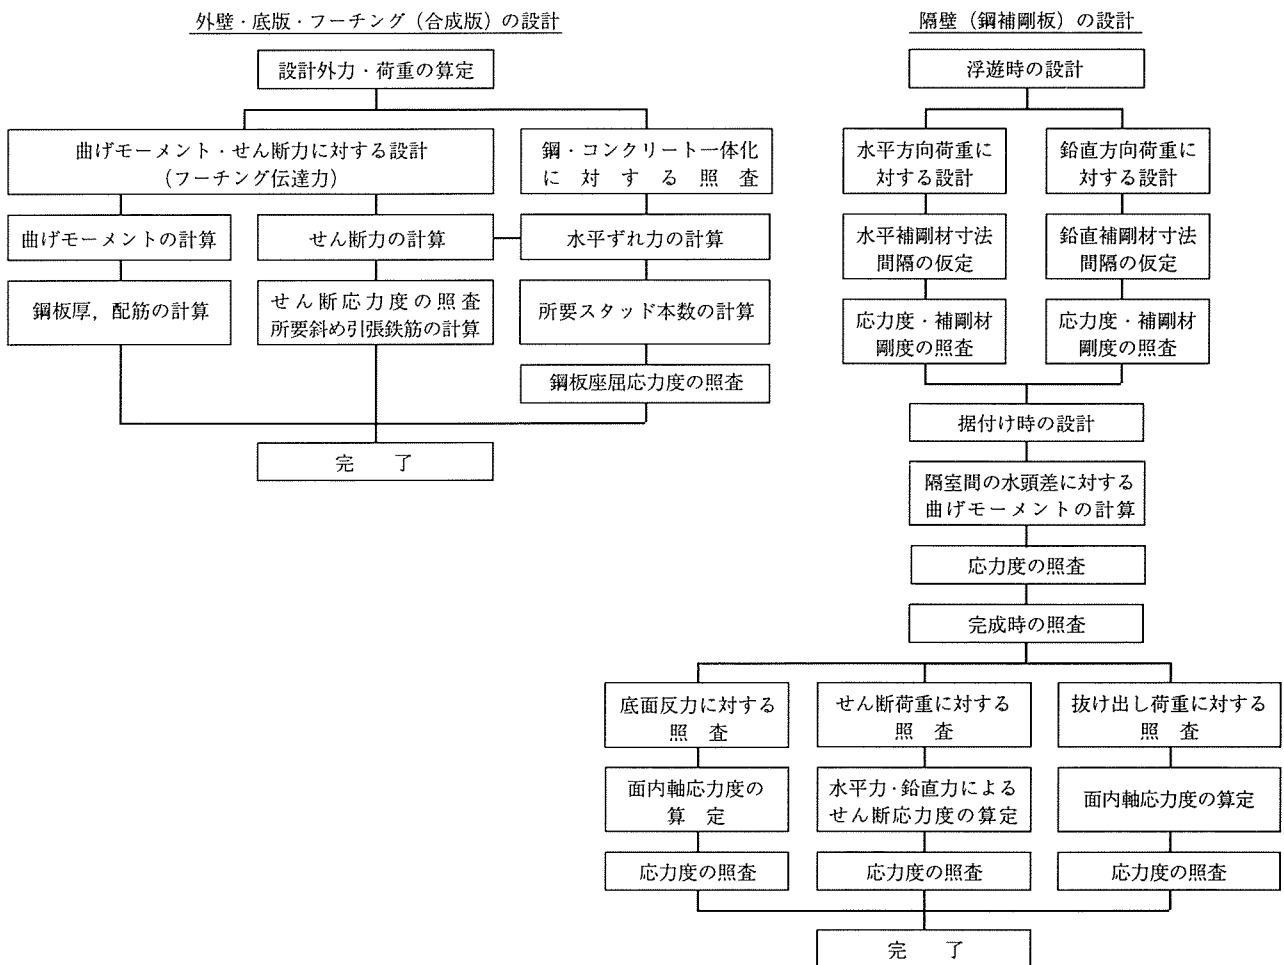 外壁・底版・フーチング（合成版）の設計
設計外力・荷重の算定
曲げモーメント・せん断力に対する設計
（フーチング伝達力）
鋼・コンクリート一体化
に対する照査
曲げモーメントの計算
せん断力の計算
水平ずれ力の計算
鋼板厚，配筋の計算
せん断応力度の照査
所要斜め引張鉄筋の計算
所要スタッド本数の計算
鋼板座屈応力度の照査
完　了
隔壁（鋼補剛板）の設計
浮遊時の設計
水平方向荷重に
対する設計
鉛直方向荷重に
対する設計
水平補剛材寸法
間隔の仮定
鉛直補剛材寸法
間隔の仮定
応力度・補剛材
剛度の照査
応力度・補剛材
剛度の照査
据付け時の設計
隔室間の水頭差に対する
曲げモーメントの計算
応力度の照査
完成時の照査
底面反力に対する
照　査
せん断荷重に対する
照　査
抜け出し荷重に対する
照　査
面内軸応力度の
算　定
水平力・鉛直力による
せん断応力度の算定
面内軸応力度の算定
応力度の照査
応力度の照査
応力度の照査
完　了